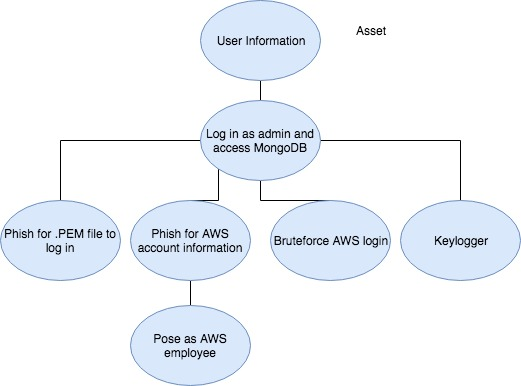 User Information
Asset
Log in as admin and
access MongoDB
Phish for .PEM file to
log in
Phish for AWS
account information
Bruteforce AWS login
Keylogger
Pose as AWS
employee